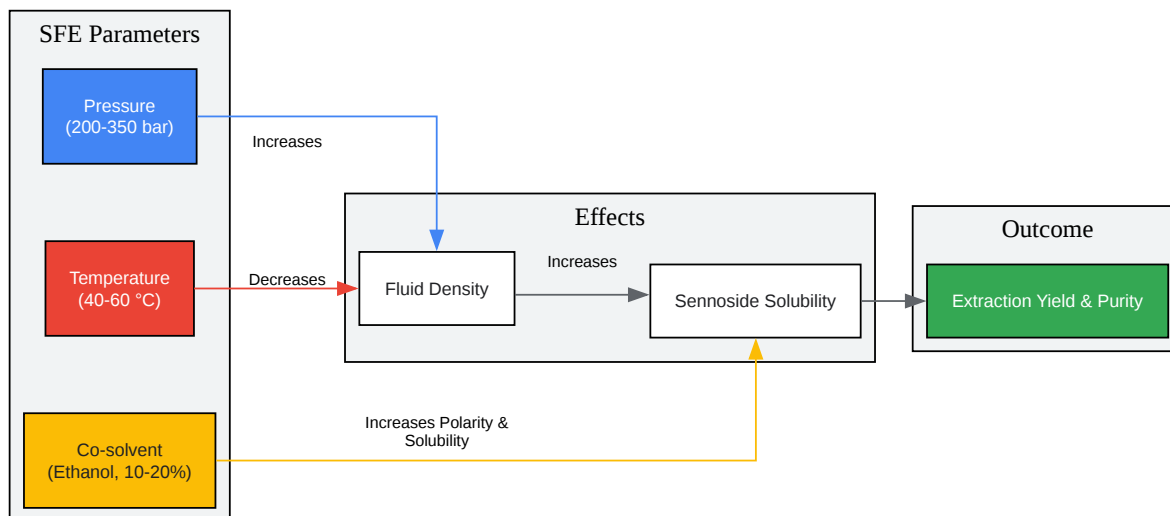 SFE Parameters
Pressure
(200-350 bar)
Increases
Temperature
(40-60 °C)
Decreases
Co-solvent
(Ethanol, 10-20%)
Increases Polarity &
Solubility
Effects
Fluid Density
Increases
Sennoside Solubility
Outcome
Extraction Yield & Purity